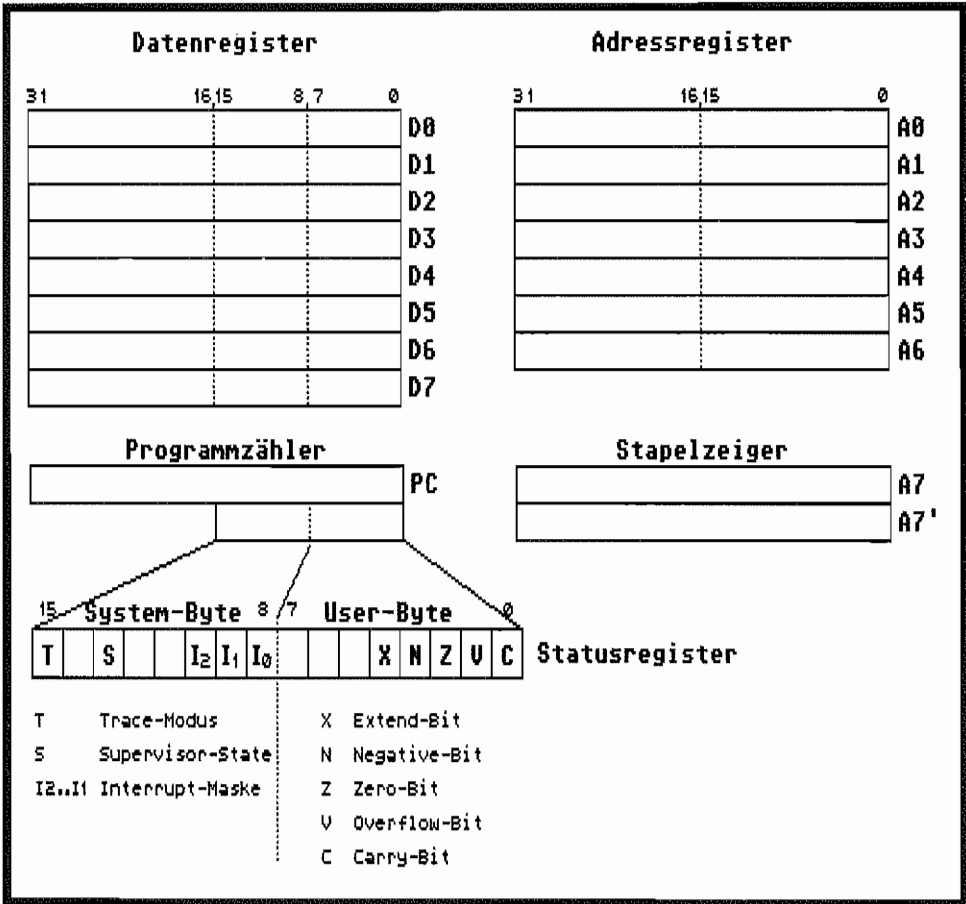 Datenregister
Adressregister
31 16,15 8,7 0
31 16,15 0
D0
D1
D2
D3
D4
D5
D6
D7
A0
A1
A2
A3
A4
A5
A6
Programmzähler
PC
Stapelzeiger
A7
A7'
15 System-Byte 8 7 User-Byte 0
T S I2 I1 I0 X N Z V C Statusregister
T Trace-Modus
S Supervisor-State
I2..I1 Interrupt-Maske
X Extend-Bit
N Negative-Bit
Z Zero-Bit
V Overflow-Bit
C Carry-Bit